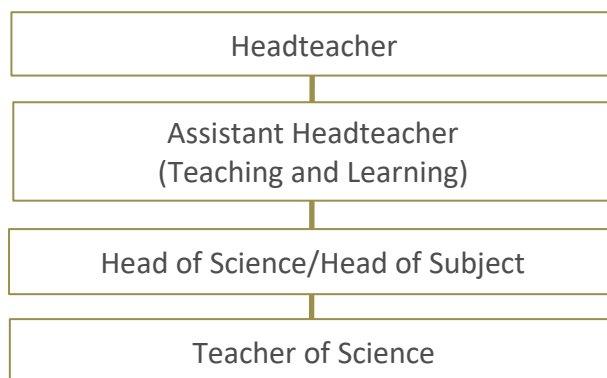 Headteacher
Assistant Headteacher
(Teaching and Learning)
Head of Science/Head of Subject
Teacher of Science